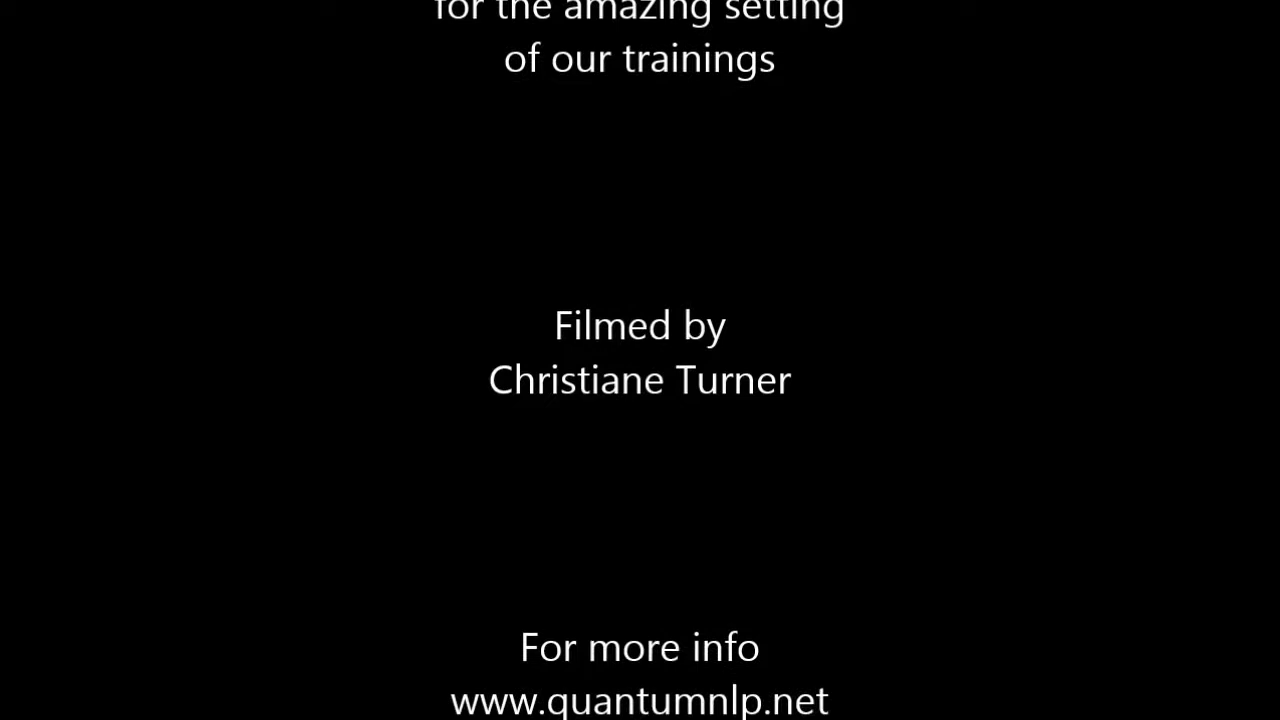 for the amazing setting
of our trainings
Filmed by
Christiane Turner
For more info
www.quantumnlp.net